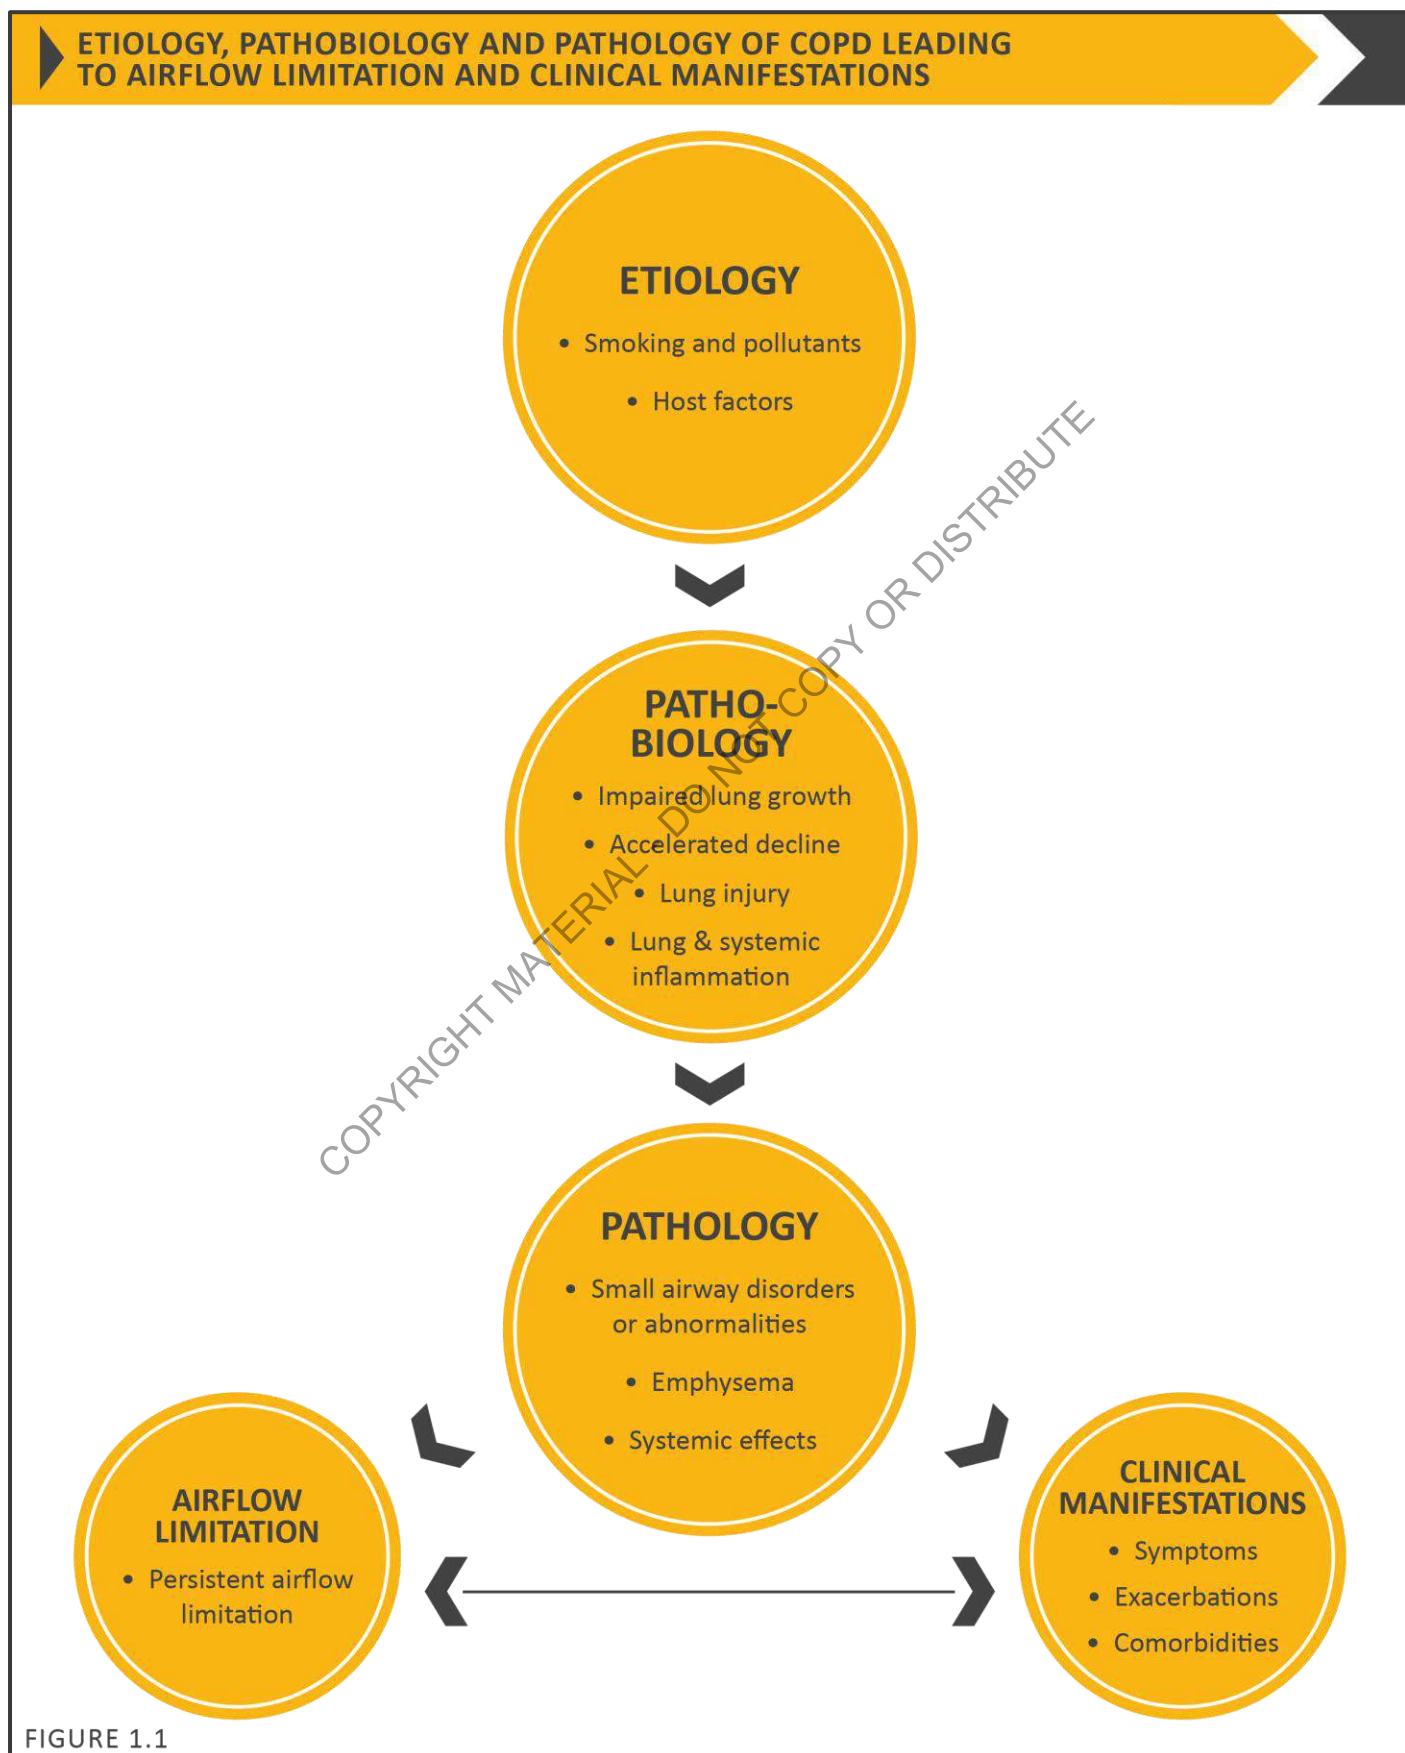 ETIOLOGY, PATHOBIOLOGY AND PATHOLOGY OF COPD LEADING
TO AIRFLOW LIMITATION AND CLINICAL MANIFESTATIONS
ETIOLOGY
• Smoking and pollutants
• Host factors
PATHO-
BIOLOGY
• Impaired lung growth
• Accelerated decline
• Lung injury
• Lung & systemic
inflammation
COPYRIGHT MATERIAL - DO NOT COPY OR DISTRIBUTE
PATHOLOGY
• Small airway disorders
or abnormalities
• Emphysema
• Systemic effects
AIRFLOW
LIMITATION
• Persistent airflow
limitation
CLINICAL
MANIFESTATIONS
• Symptoms
• Exacerbations
• Comorbidities
FIGURE 1.1